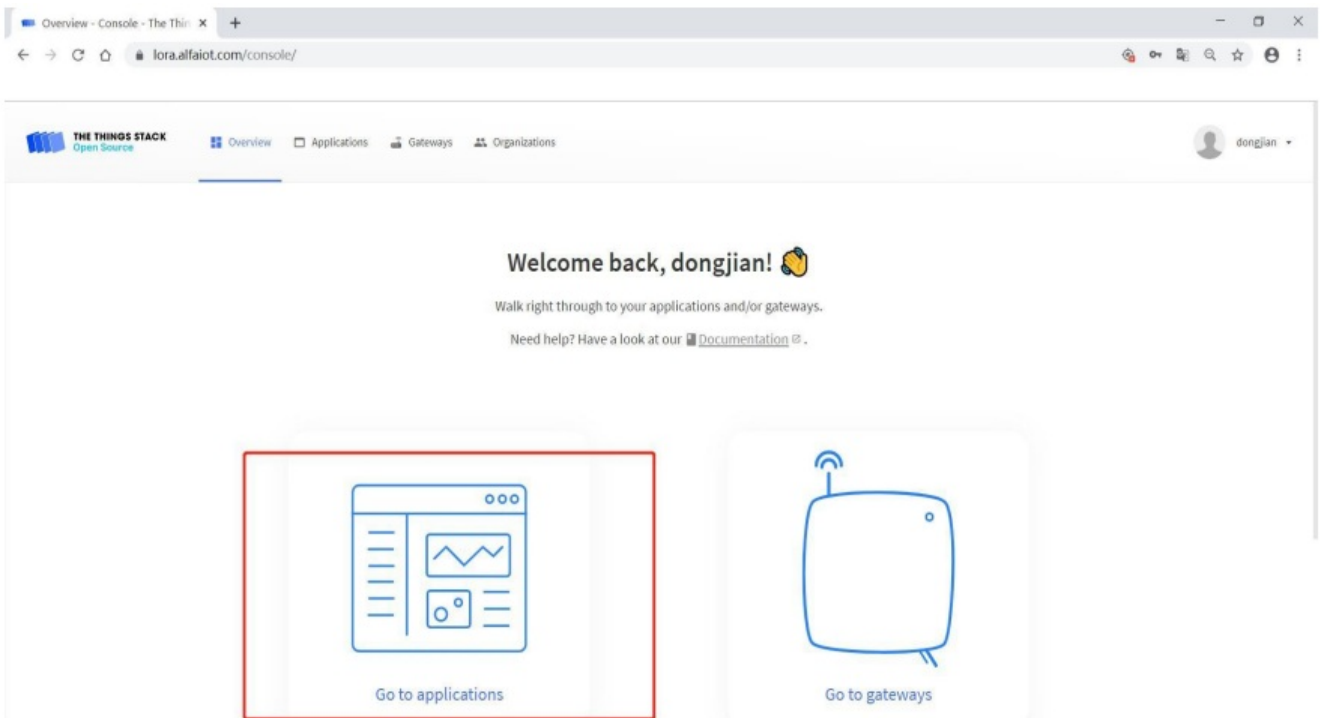 Overview - Console - The Thin
lora.alfaiot.com/console/
THE THINGS STACK
Open Source
Overview Applications Gateways Organizations dongjian
Welcome back, dongjian! 👋
Walk right through to your applications and/or gateways.
Need help? Have a look at our Documentation .
Go to applications Go to gateways